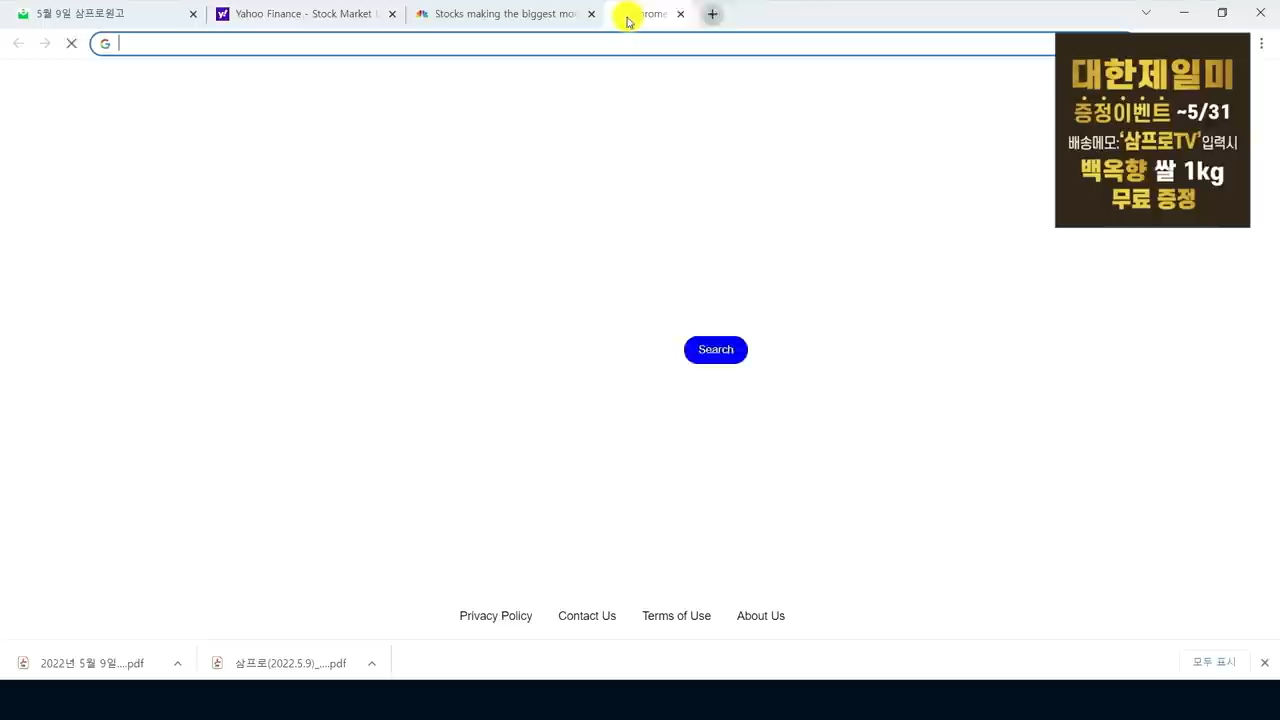 5월 9일 삼프로원고
Yahoo Finance - Stock Market
Stocks making the biggest mo
대한제일미
증정이벤트 ~5/31
배송메모:'삼프로TV'입력시
백옥향 쌀 1kg
무료 증정
Search
Privacy Policy
Contact Us
Terms of Use
About Us
2022년 5월 9일....pdf
삼프로(2022.5.9)_....pdf
모두 표시